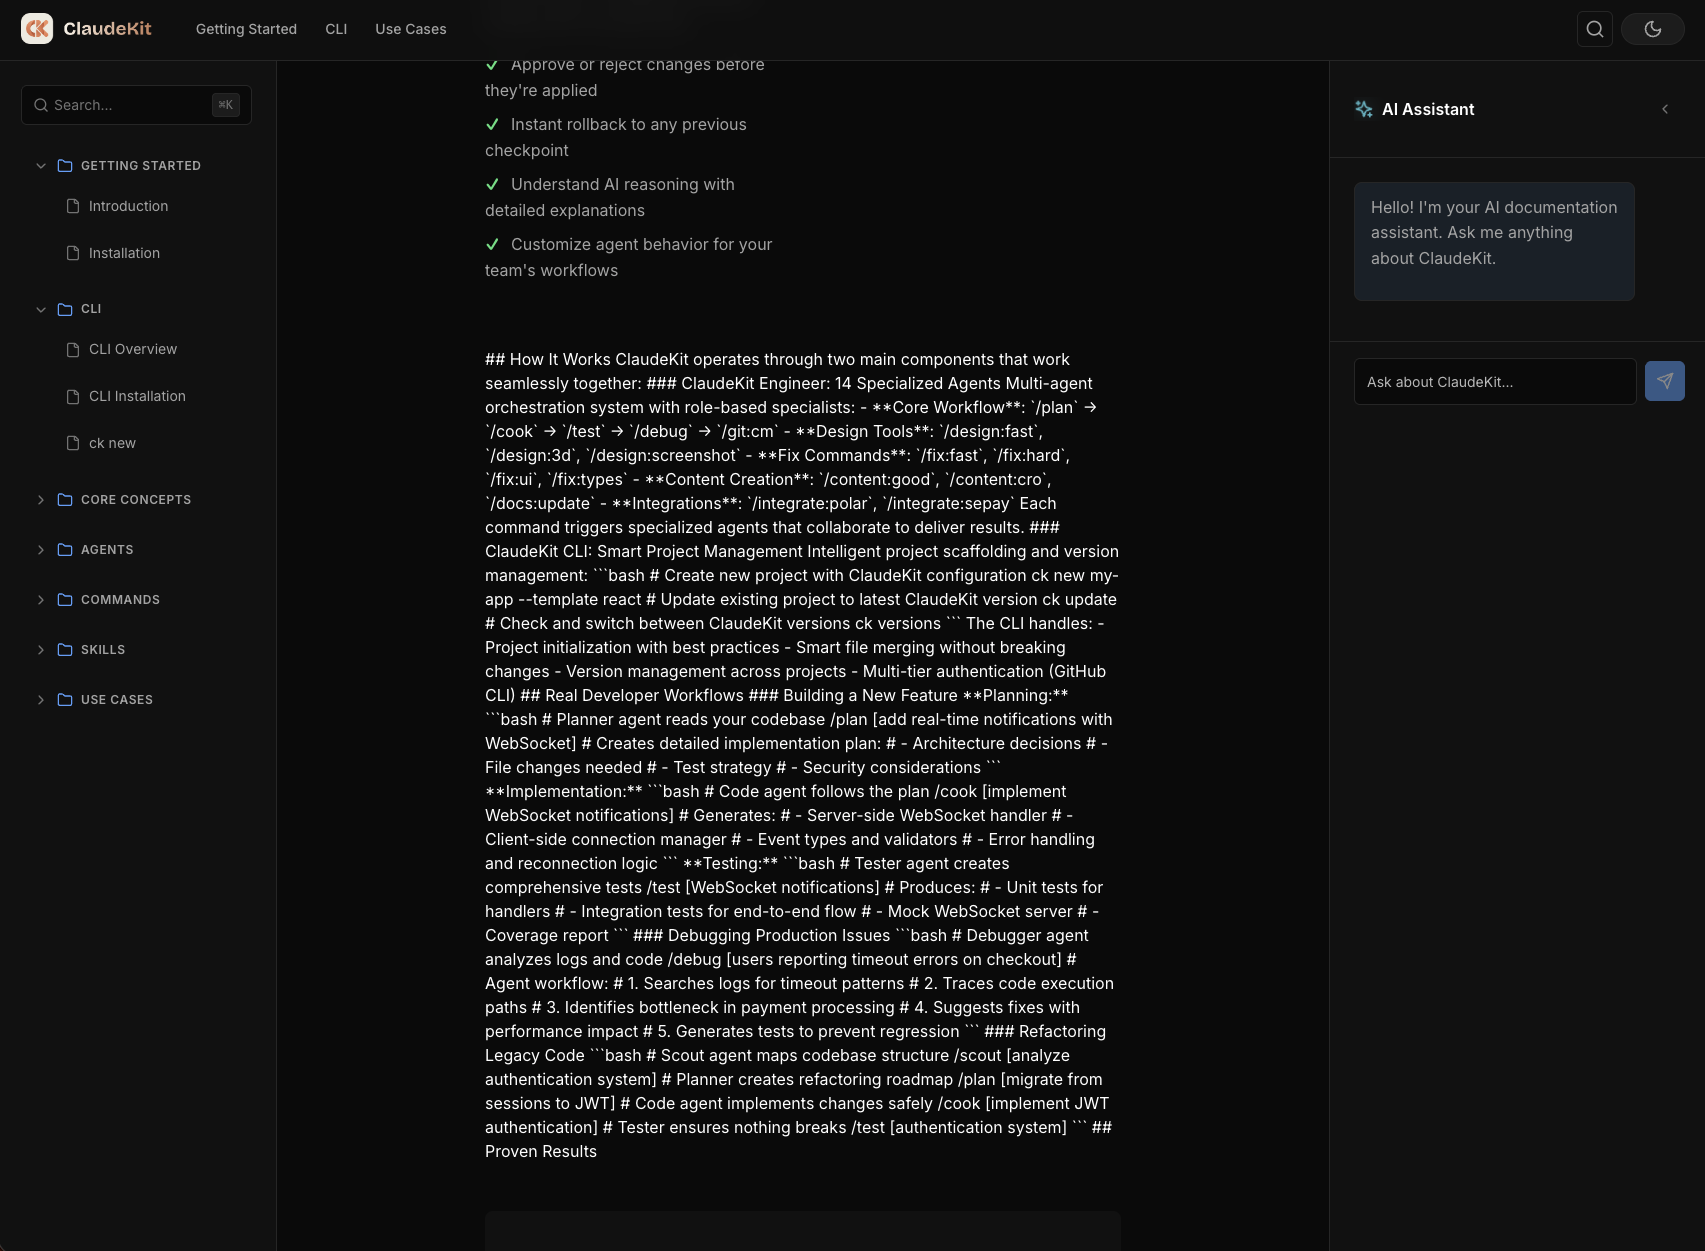 ClaudeKit
Getting Started
CLI
Use Cases
Search...
⌘K
GETTING STARTED
Introduction
Installation
CLI
CLI Overview
CLI Installation
ck new
CORE CONCEPTS
AGENTS
COMMANDS
SKILLS
USE CASES
✓ Approve or reject changes before
they're applied
✓ Instant rollback to any previous
checkpoint
✓ Understand AI reasoning with
detailed explanations
✓ Customize agent behavior for your
team's workflows
## How It Works ClaudeKit operates through two main components that work
seamlessly together: ### ClaudeKit Engineer: 14 Specialized Agents Multi-agent
orchestration system with role-based specialists: - **Core Workflow**: `/plan` →
`/cook` → `/test` → `/debug` → `/git:cm` - **Design Tools**: `/design:fast`,
`/design:3d`, `/design:screenshot` - **Fix Commands**: `/fix:fast`, `/fix:hard`,
`/fix:ui`, `/fix:types` - **Content Creation**: `/content:good`, `/content:cro`,
`/docs:update` - **Integrations**: `/integrate:polar`, `/integrate:sepay` Each
command triggers specialized agents that collaborate to deliver results. ###
ClaudeKit CLI: Smart Project Management Intelligent project scaffolding and version
management: ```bash # Create new project with ClaudeKit configuration ck new my-
app --template react # Update existing project to latest ClaudeKit version ck update
# Check and switch between ClaudeKit versions ck versions ``` The CLI handles: -
Project initialization with best practices - Smart file merging without breaking
changes - Version management across projects - Multi-tier authentication (GitHub
CLI) ## Real Developer Workflows ### Building a New Feature **Planning:**
```bash # Planner agent reads your codebase /plan [add real-time notifications with
WebSocket] # Creates detailed implementation plan: # - Architecture decisions # -
File changes needed # - Test strategy # - Security considerations ```
**Implementation:** ```bash # Code agent follows the plan /cook [implement
WebSocket notifications] # Generates: # - Server-side WebSocket handler # -
Client-side connection manager # - Event types and validators # - Error handling
and reconnection logic ``` **Testing:** ```bash # Tester agent creates
comprehensive tests /test [WebSocket notifications] # Produces: # - Unit tests for
handlers # - Integration tests for end-to-end flow # - Mock WebSocket server # -
Coverage report ``` ### Debugging Production Issues ```bash # Debugger agent
analyzes logs and code /debug [users reporting timeout errors on checkout] #
Agent workflow: # 1. Searches logs for timeout patterns # 2. Traces code execution
paths # 3. Identifies bottleneck in payment processing # 4. Suggests fixes with
performance impact # 5. Generates tests to prevent regression ``` ### Refactoring
Legacy Code ```bash # Scout agent maps codebase structure /scout [analyze
authentication system] # Planner creates refactoring roadmap /plan [migrate from
sessions to JWT] # Code agent implements changes safely /cook [implement JWT
authentication] # Tester ensures nothing breaks /test [authentication system] ``` ##
Proven Results
AI Assistant
Hello! I'm your AI documentation
assistant. Ask me anything
about ClaudeKit.
Ask about ClaudeKit...